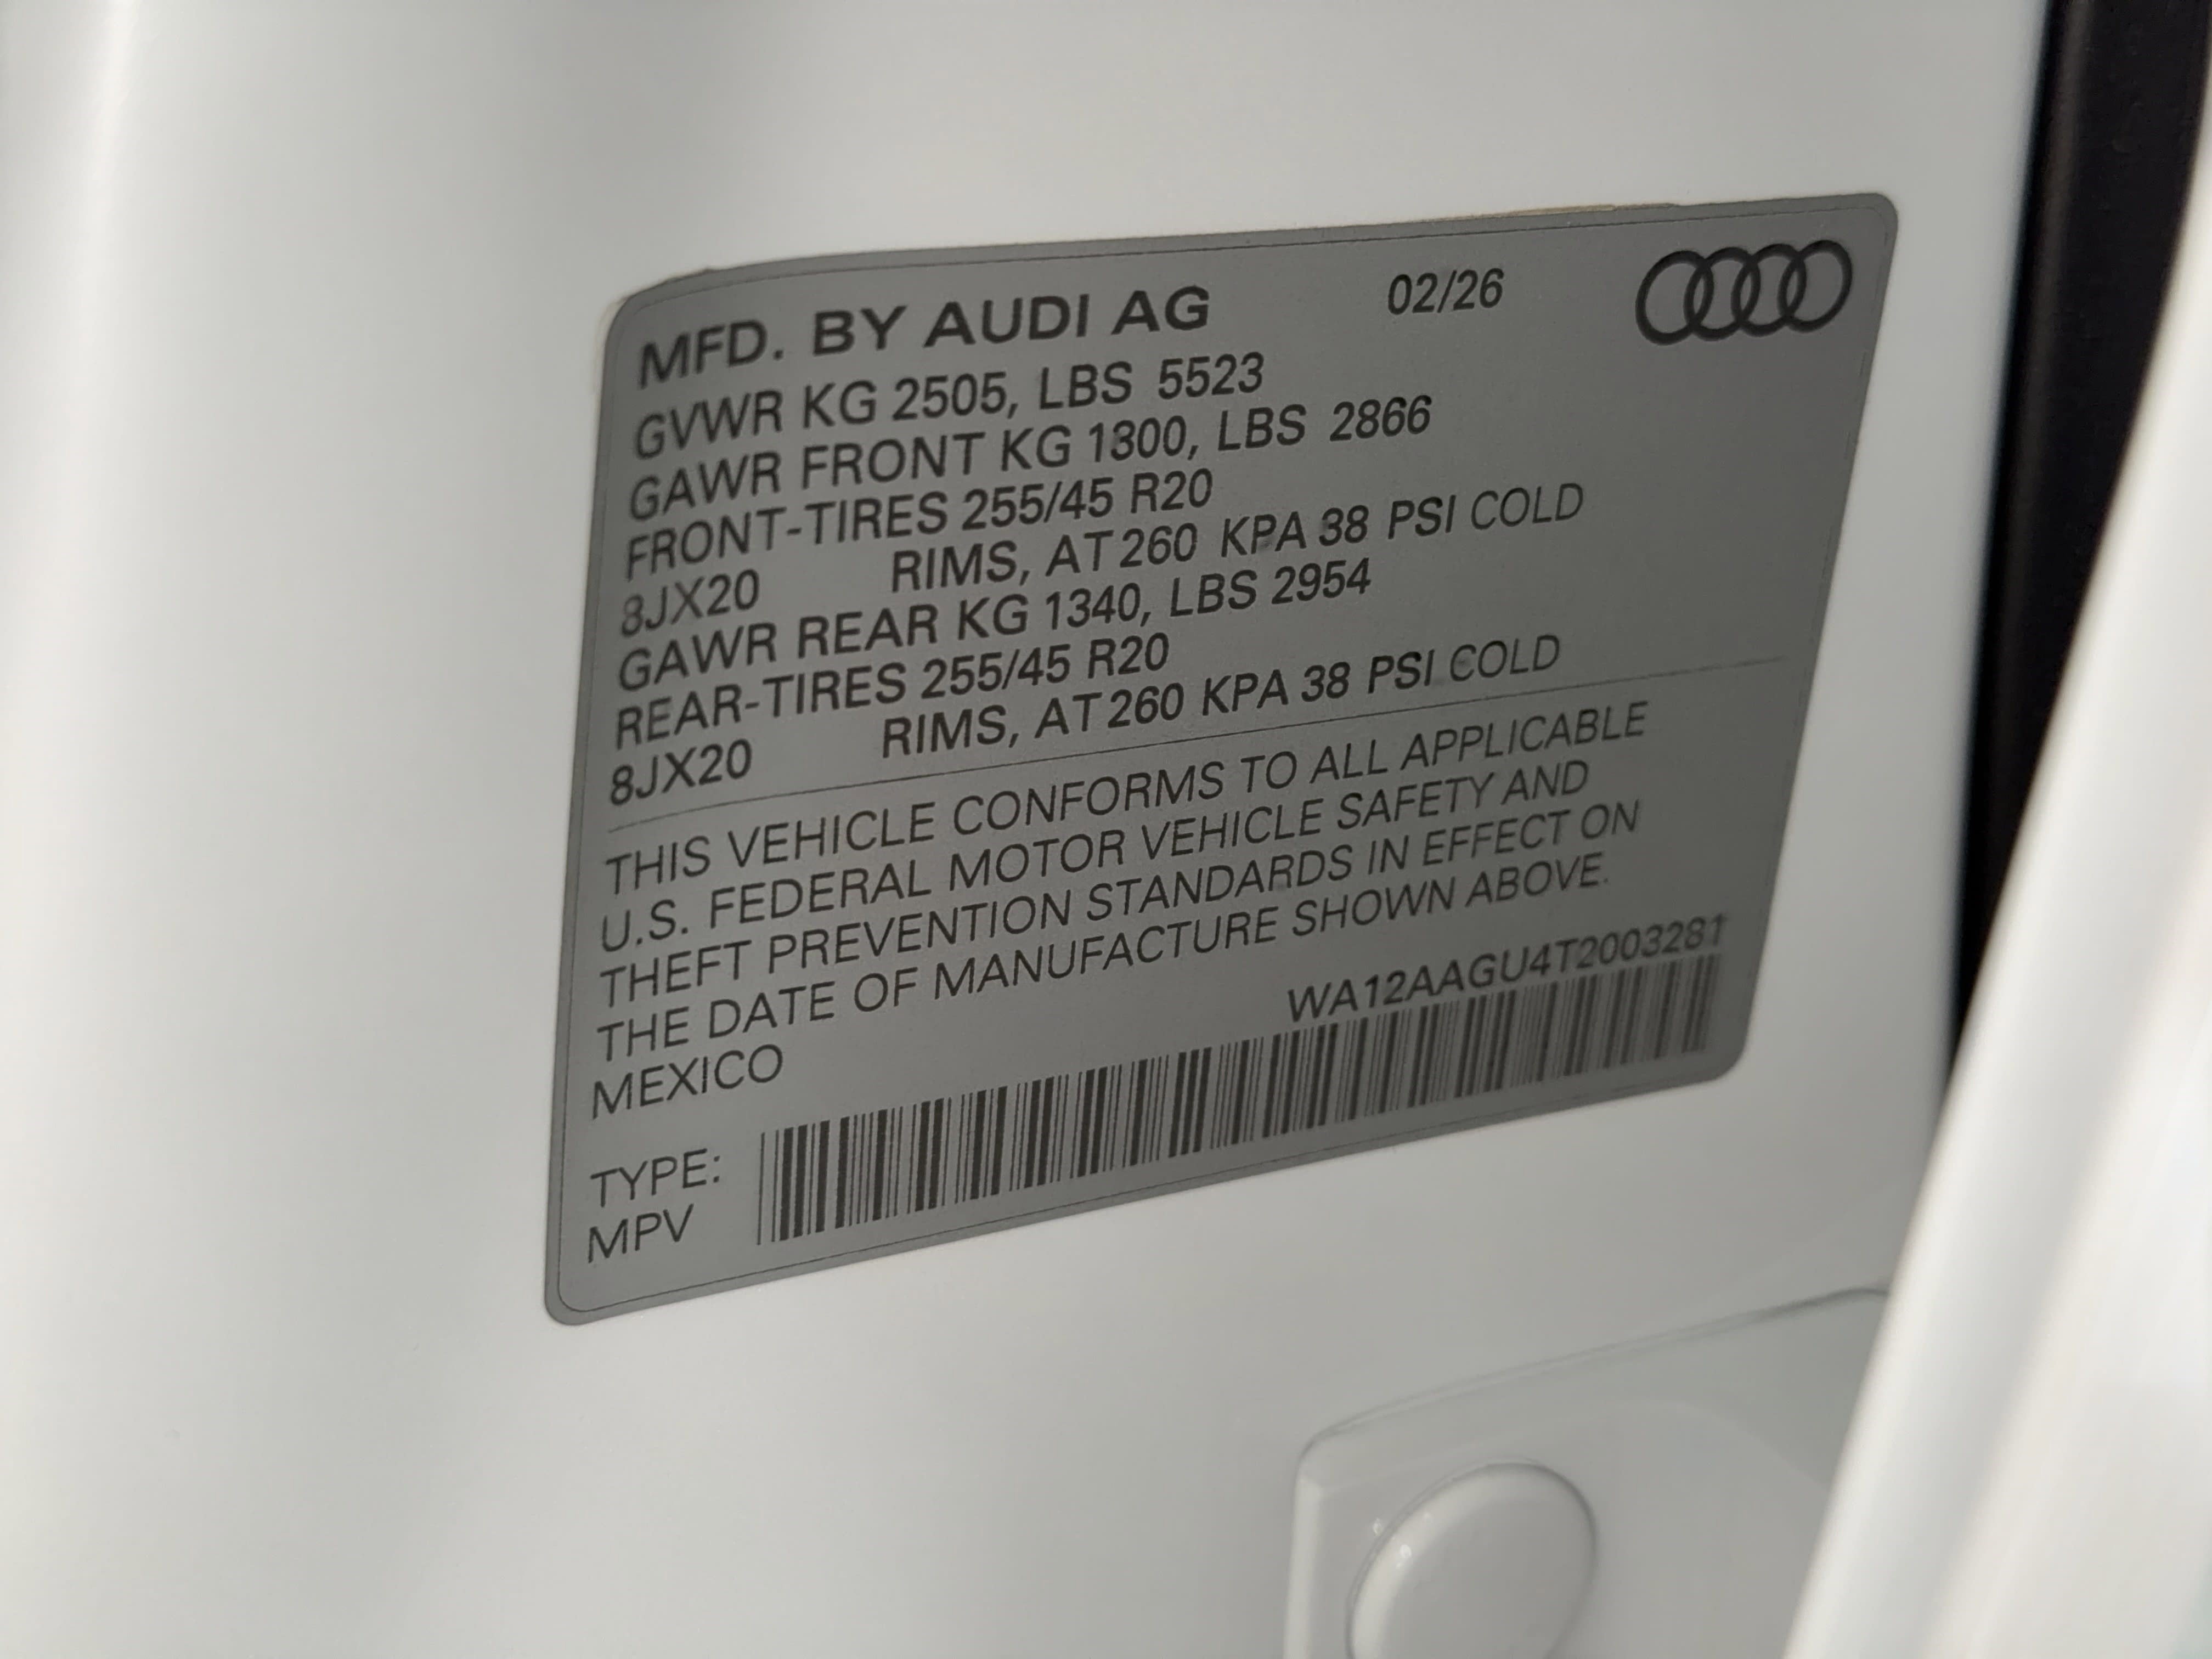 MFD. BY AUDI AG 02/26
GVWR KG 2505, LBS 5523
GAWR FRONT KG 1300, LBS 2866
FRONT-TIRES 255/45 R20
8JX20 RIMS, AT 260 KPA 38 PSI COLD
GAWR REAR KG 1340, LBS 2954
REAR-TIRES 255/45 R20
8JX20 RIMS, AT 260 KPA 38 PSI COLD
THIS VEHICLE CONFORMS TO ALL APPLICABLE
U.S. FEDERAL MOTOR VEHICLE SAFETY AND
THEFT PREVENTION STANDARDS IN EFFECT ON
THE DATE OF MANUFACTURE SHOWN ABOVE.
MEXICO
WA12AAGU4T2003281
TYPE:
MPV